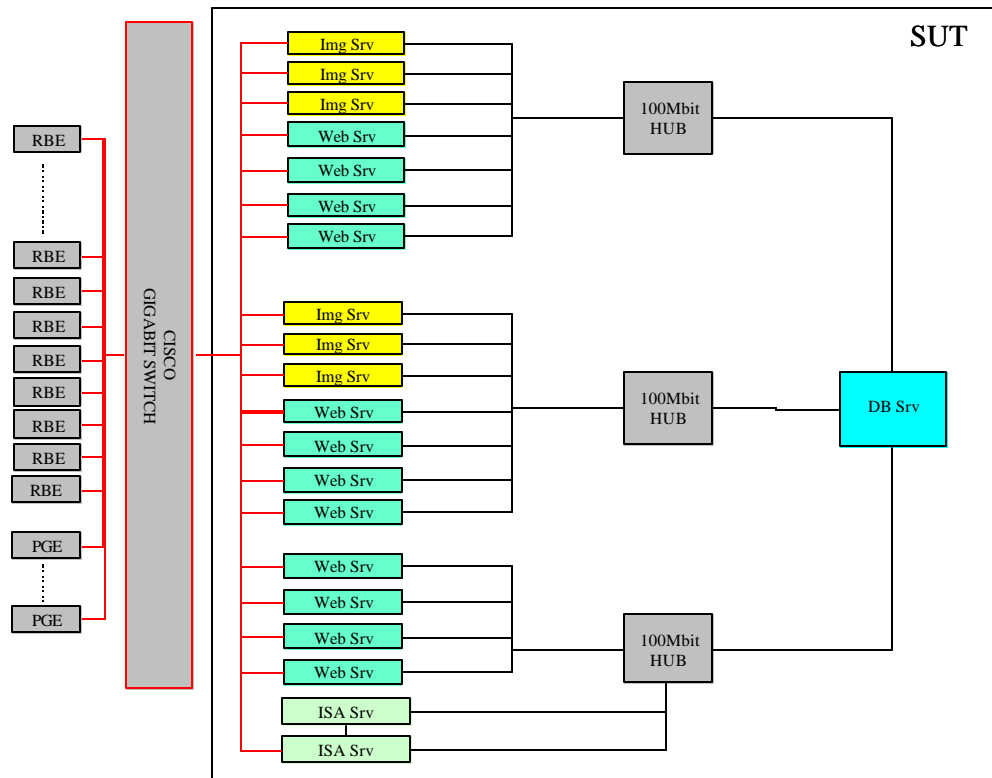 SUT
Img Srv
Img Srv
Img Srv
Web Srv
Web Srv
Web Srv
Web Srv
100Mbit
HUB
RBE
RBE
RBE
RBE
RBE
RBE
RBE
RBE
RBE
PGE
PGE
CISCO
GIGABIT SWITCH
Img Srv
Img Srv
Img Srv
Web Srv
Web Srv
Web Srv
Web Srv
100Mbit
HUB
DB Srv
Web Srv
Web Srv
Web Srv
Web Srv
100Mbit
HUB
ISA Srv
ISA Srv